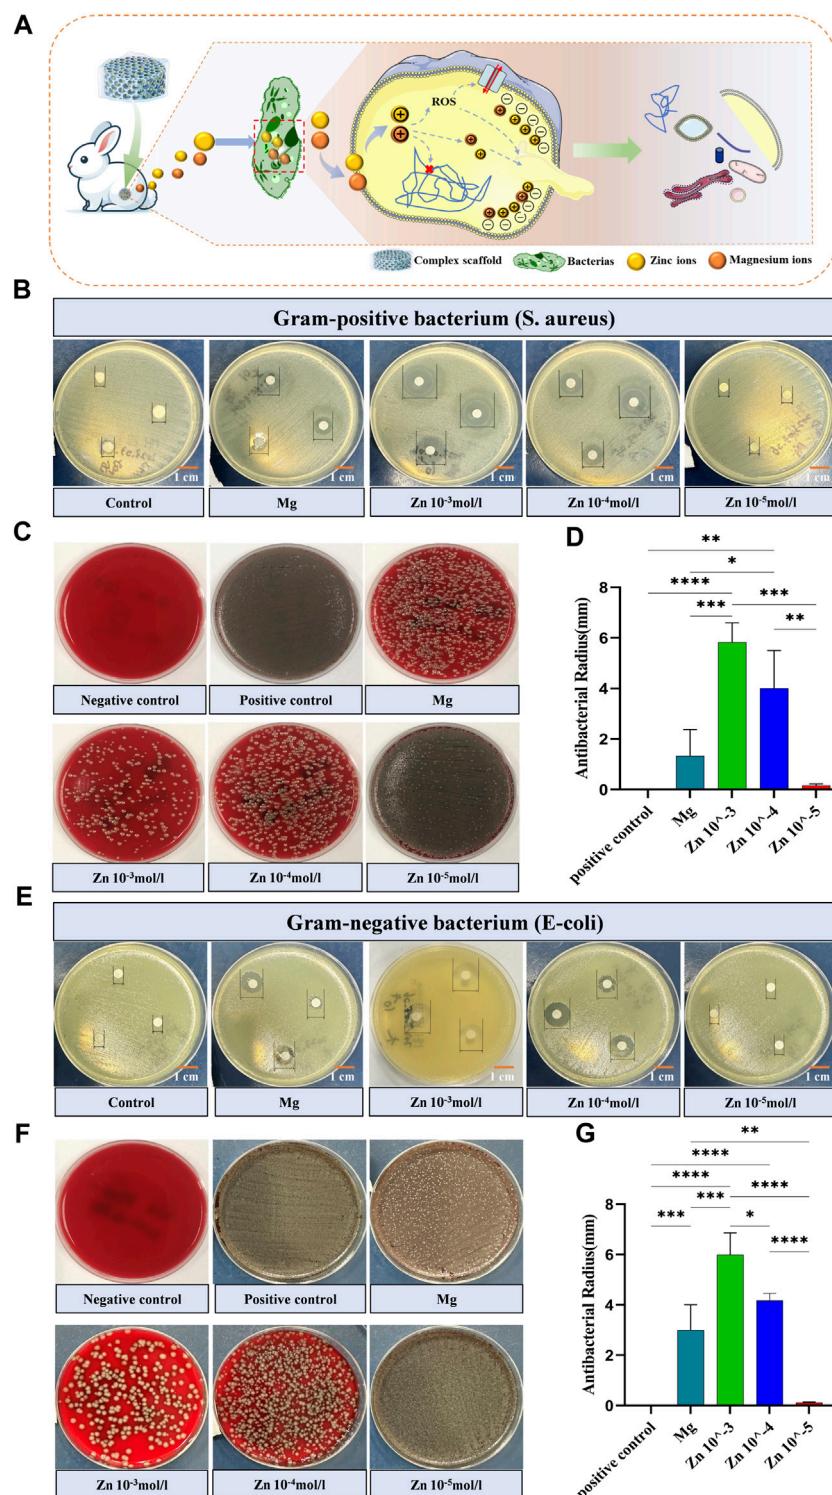 A
ROS
Complex scaffold
Bacterias
Zinc ions
Magnesium ions
B
Gram-positive bacterium (S. aureus)
1 cm
1 cm
1 cm
1 cm
1 cm
Control
Mg
Zn 10-3mol/l
Zn 10-4mol/l
Zn 10-5mol/l
C
Negative control
Positive control
Mg
Zn 10-3mol/l
Zn 10-4mol/l
Zn 10-5mol/l
D
**
*
****
***
***
**
Antibacterial Radius(mm)
8
6
4
2
0
positive control
Mg
Zn 10^-3
Zn 10^-4
Zn 10^-5
E
Gram-negative bacterium (E-coli)
1 cm
1 cm
1 cm
1 cm
1 cm
Control
Mg
Zn 10-3mol/l
Zn 10-4mol/l
Zn 10-5mol/l
F
Negative control
Positive control
Mg
Zn 10-3mol/l
Zn 10-4mol/l
Zn 10-5mol/l
G
**
****
****
****
***
***
*
****
Antibacterial Radius(mm)
8
6
4
2
0
positive control
Mg
Zn 10^-3
Zn 10^-4
Zn 10^-5